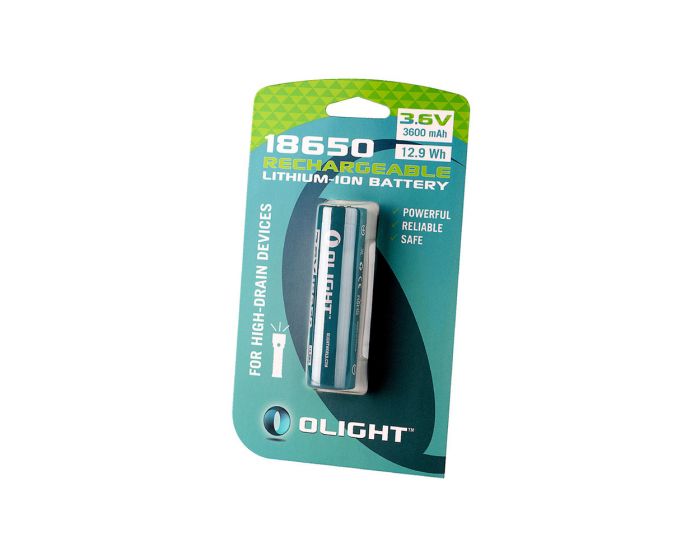 3.6V
3600 mAh
12.9 Wh
18650
RECHARGEABLE
LITHIUM-ION BATTERY
POWERFUL
RELIABLE
SAFE
FOR HIGH-DRAIN DEVICES
OLIGHT
OLIGHT™